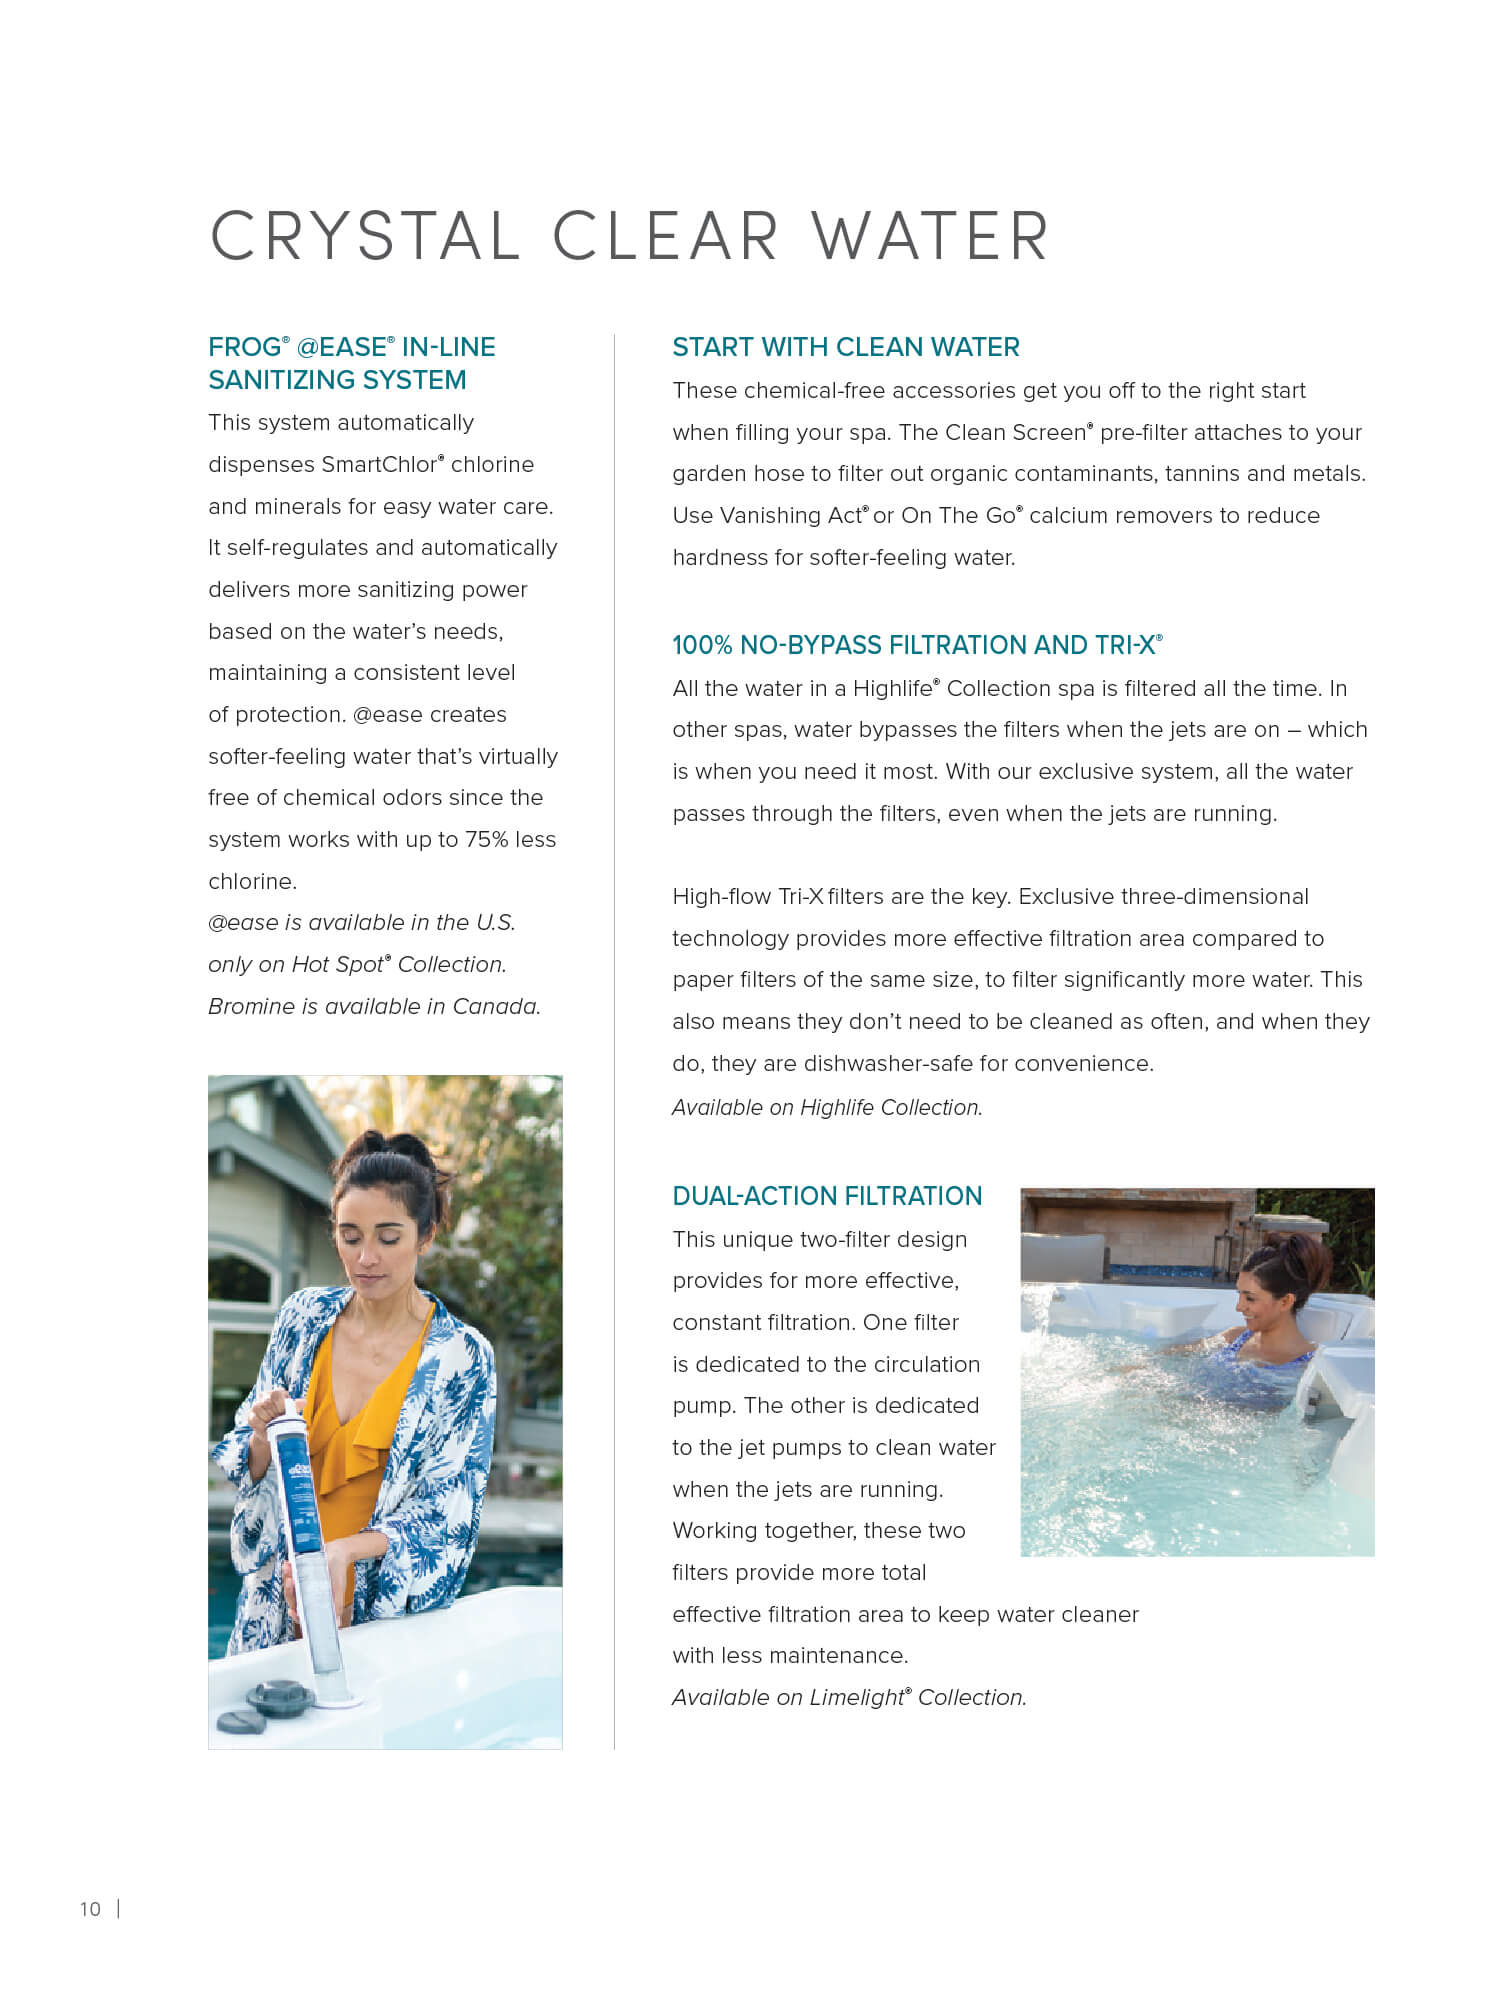 CRYSTAL CLEAR WATER
FROG® @EASE® IN-LINE
SANITIZING SYSTEM
This system automatically
dispenses SmartChlor® chlorine
and minerals for easy water care.
It self-regulates and automatically
delivers more sanitizing power
based on the water’s needs,
maintaining a consistent level
of protection. @ease creates
softer-feeling water that’s virtually
free of chemical odors since the
system works with up to 75% less
chlorine.
@ease is available in the U.S.
only on Hot Spot® Collection.
Bromine is available in Canada.
START WITH CLEAN WATER
These chemical-free accessories get you off to the right start
when filling your spa. The Clean Screen® pre-filter attaches to your
garden hose to filter out organic contaminants, tannins and metals.
Use Vanishing Act® or On The Go® calcium removers to reduce
hardness for softer-feeling water.
100% NO-BYPASS FILTRATION AND TRI-X®
All the water in a Highlife® Collection spa is filtered all the time. In
other spas, water bypasses the filters when the jets are on – which
is when you need it most. With our exclusive system, all the water
passes through the filters, even when the jets are running.
High-flow Tri-X filters are the key. Exclusive three-dimensional
technology provides more effective filtration area compared to
paper filters of the same size, to filter significantly more water. This
also means they don’t need to be cleaned as often, and when they
do, they are dishwasher-safe for convenience.
Available on Highlife Collection.
DUAL-ACTION FILTRATION
This unique two-filter design
provides for more effective,
constant filtration. One filter
is dedicated to the circulation
pump. The other is dedicated
to the jet pumps to clean water
when the jets are running.
Working together, these two
filters provide more total
effective filtration area to keep water cleaner
with less maintenance.
Available on Limelight® Collection.
10 |